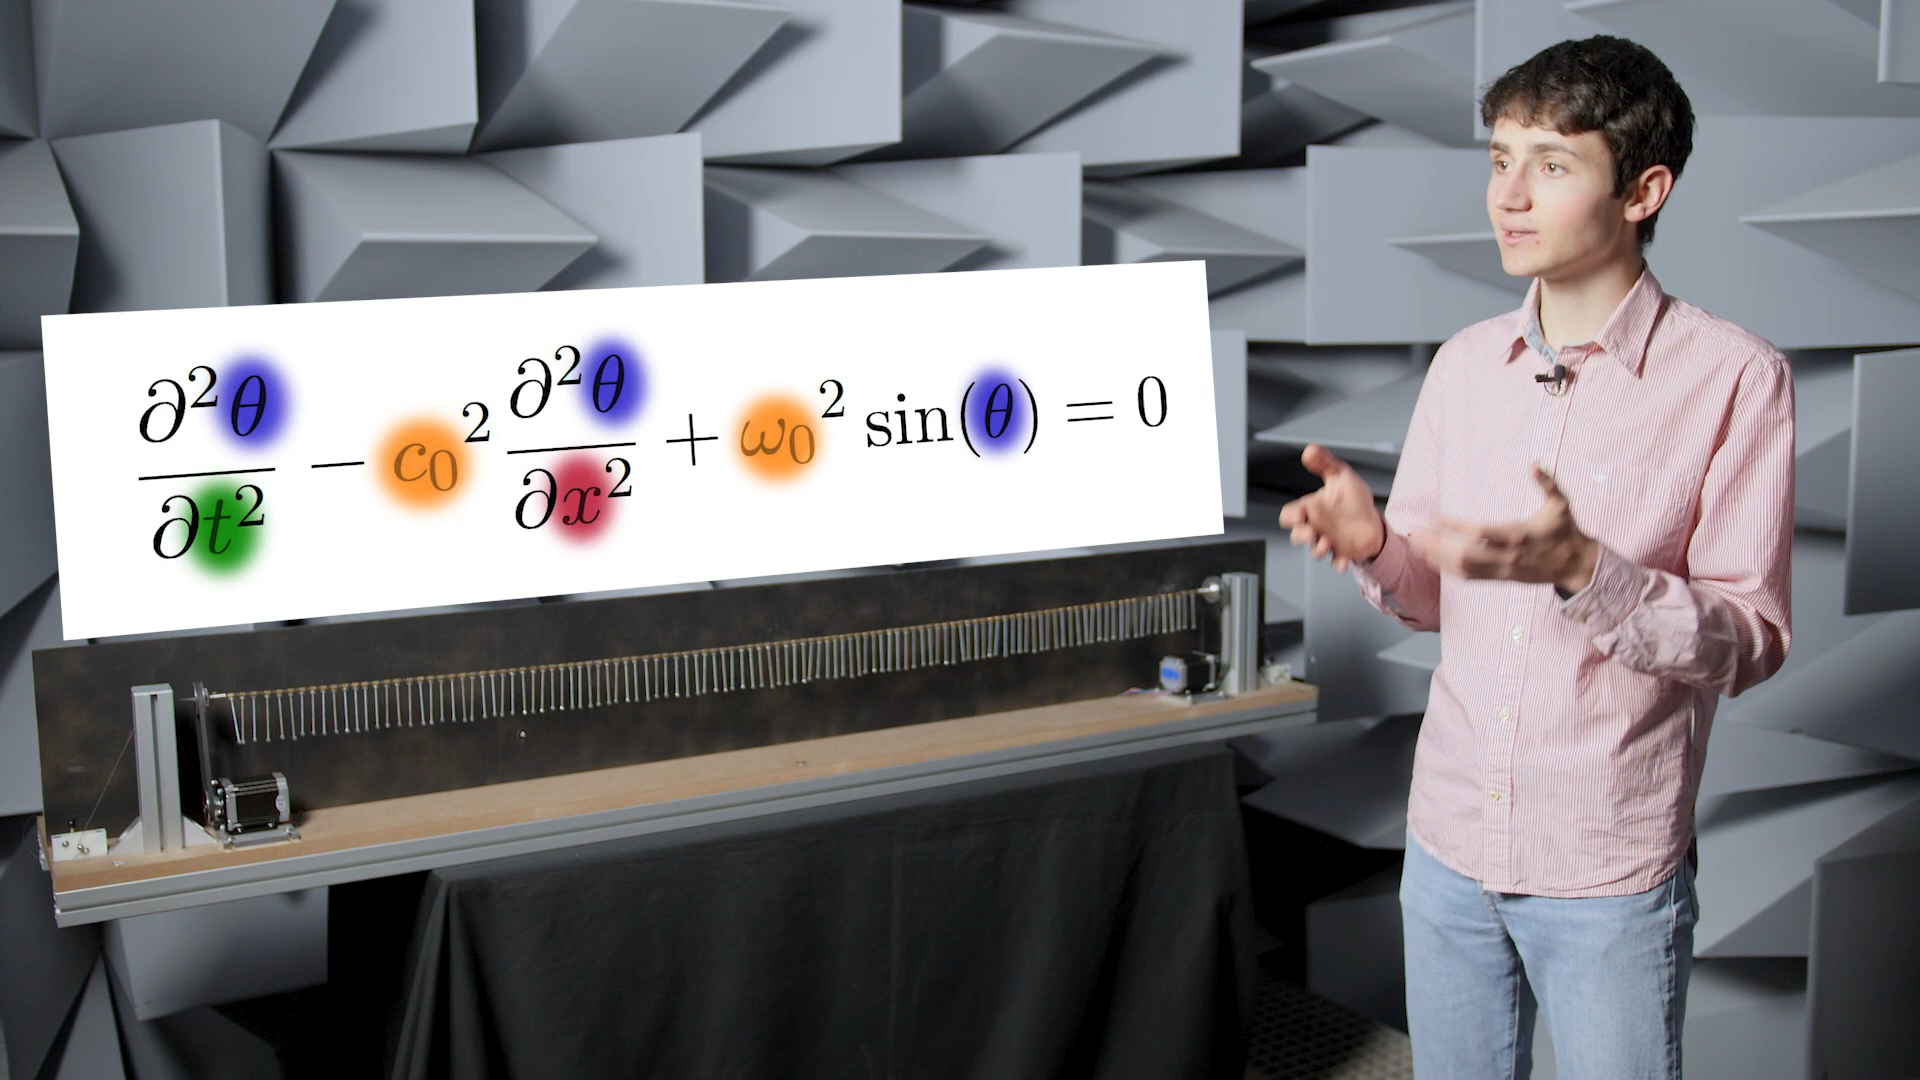 ∂²θ/∂t² − c₀² ∂²θ/∂x² + ω₀² sin(θ) = 0